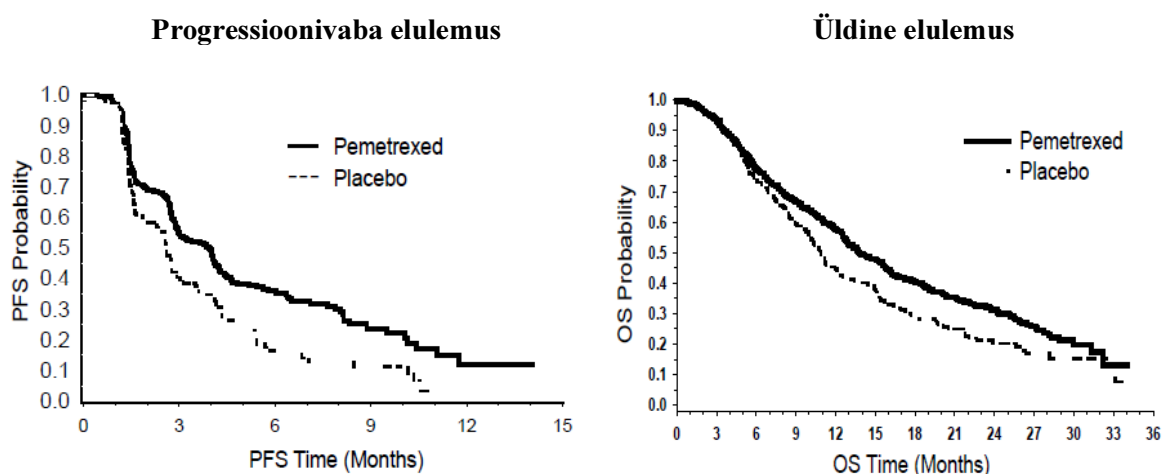 Progressioonivaba elulemus
1.0
0.9
0.8
0.7
0.6
0.5
0.4
0.3
0.2
0.1
0.0
PFS Probability
Pemetrexed
Placebo
0 3 6 9 12 15
PFS Time (Months)
Üldine elulemus
1.0
0.9
0.8
0.7
0.6
0.5
0.4
0.3
0.2
0.1
0.0
OS Probability
Pemetrexed
Placebo
0 3 6 9 12 15 18 21 24 27 30 33 36
OS Time (Months)